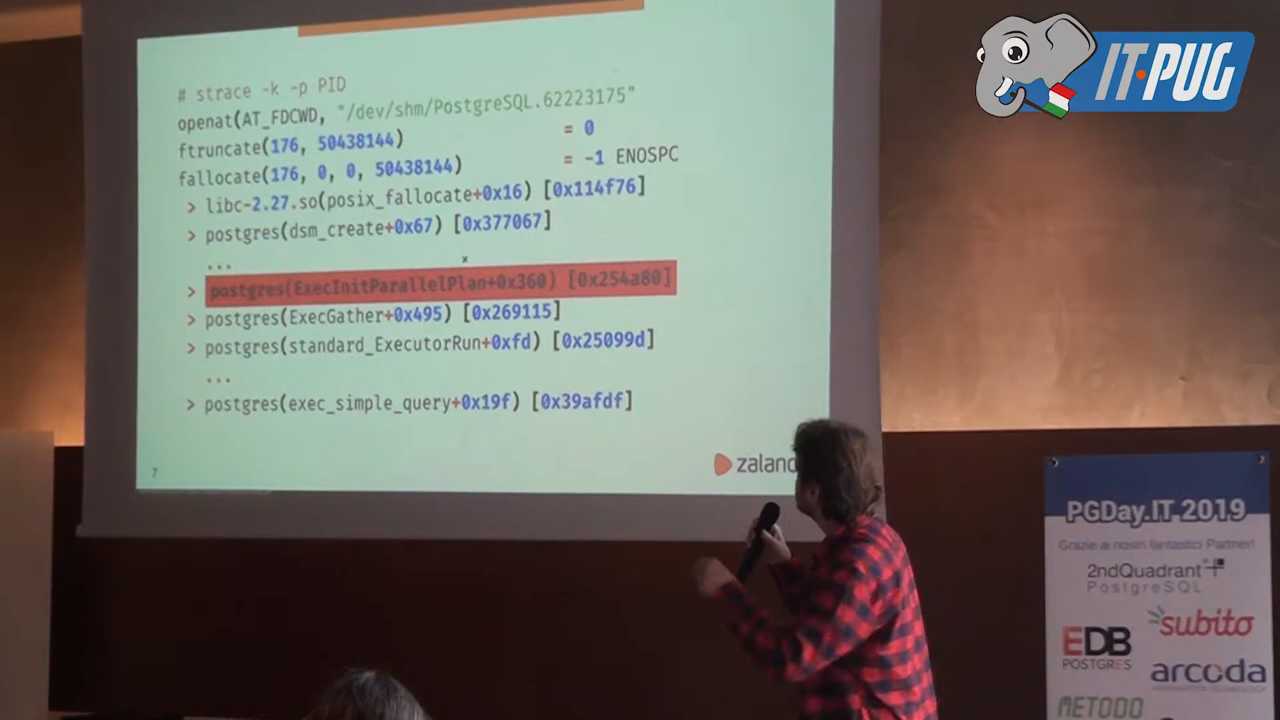 # strace -k -p PID
openat(AT_FDCWD, "/dev/shm/PostgreSQL.62223175"
ftruncate(176, 50438144) = 0
fallocate(176, 0, 0, 50438144) = -1 ENOSPC
> libc-2.27.so(posix_fallocate+0x16) [0x114f76]
> postgres(dsm_create+0x67) [0x377067]
...
> postgres(ExecInitParallelPlan+0x360) [0x254a80]
> postgres(ExecGather+0x495) [0x269115]
> postgres(standard_ExecutorRun+0xfd) [0x25099d]
...
> postgres(exec_simple_query+0x19f) [0x39afdf]
7
zaland
IT·PUG
PGDay.IT 2019
Grazie ai nostri fantastici Partner!
2ndQuadrant+
PostgreSQL
subito
EDB
POSTGRES
arcoda
METODO